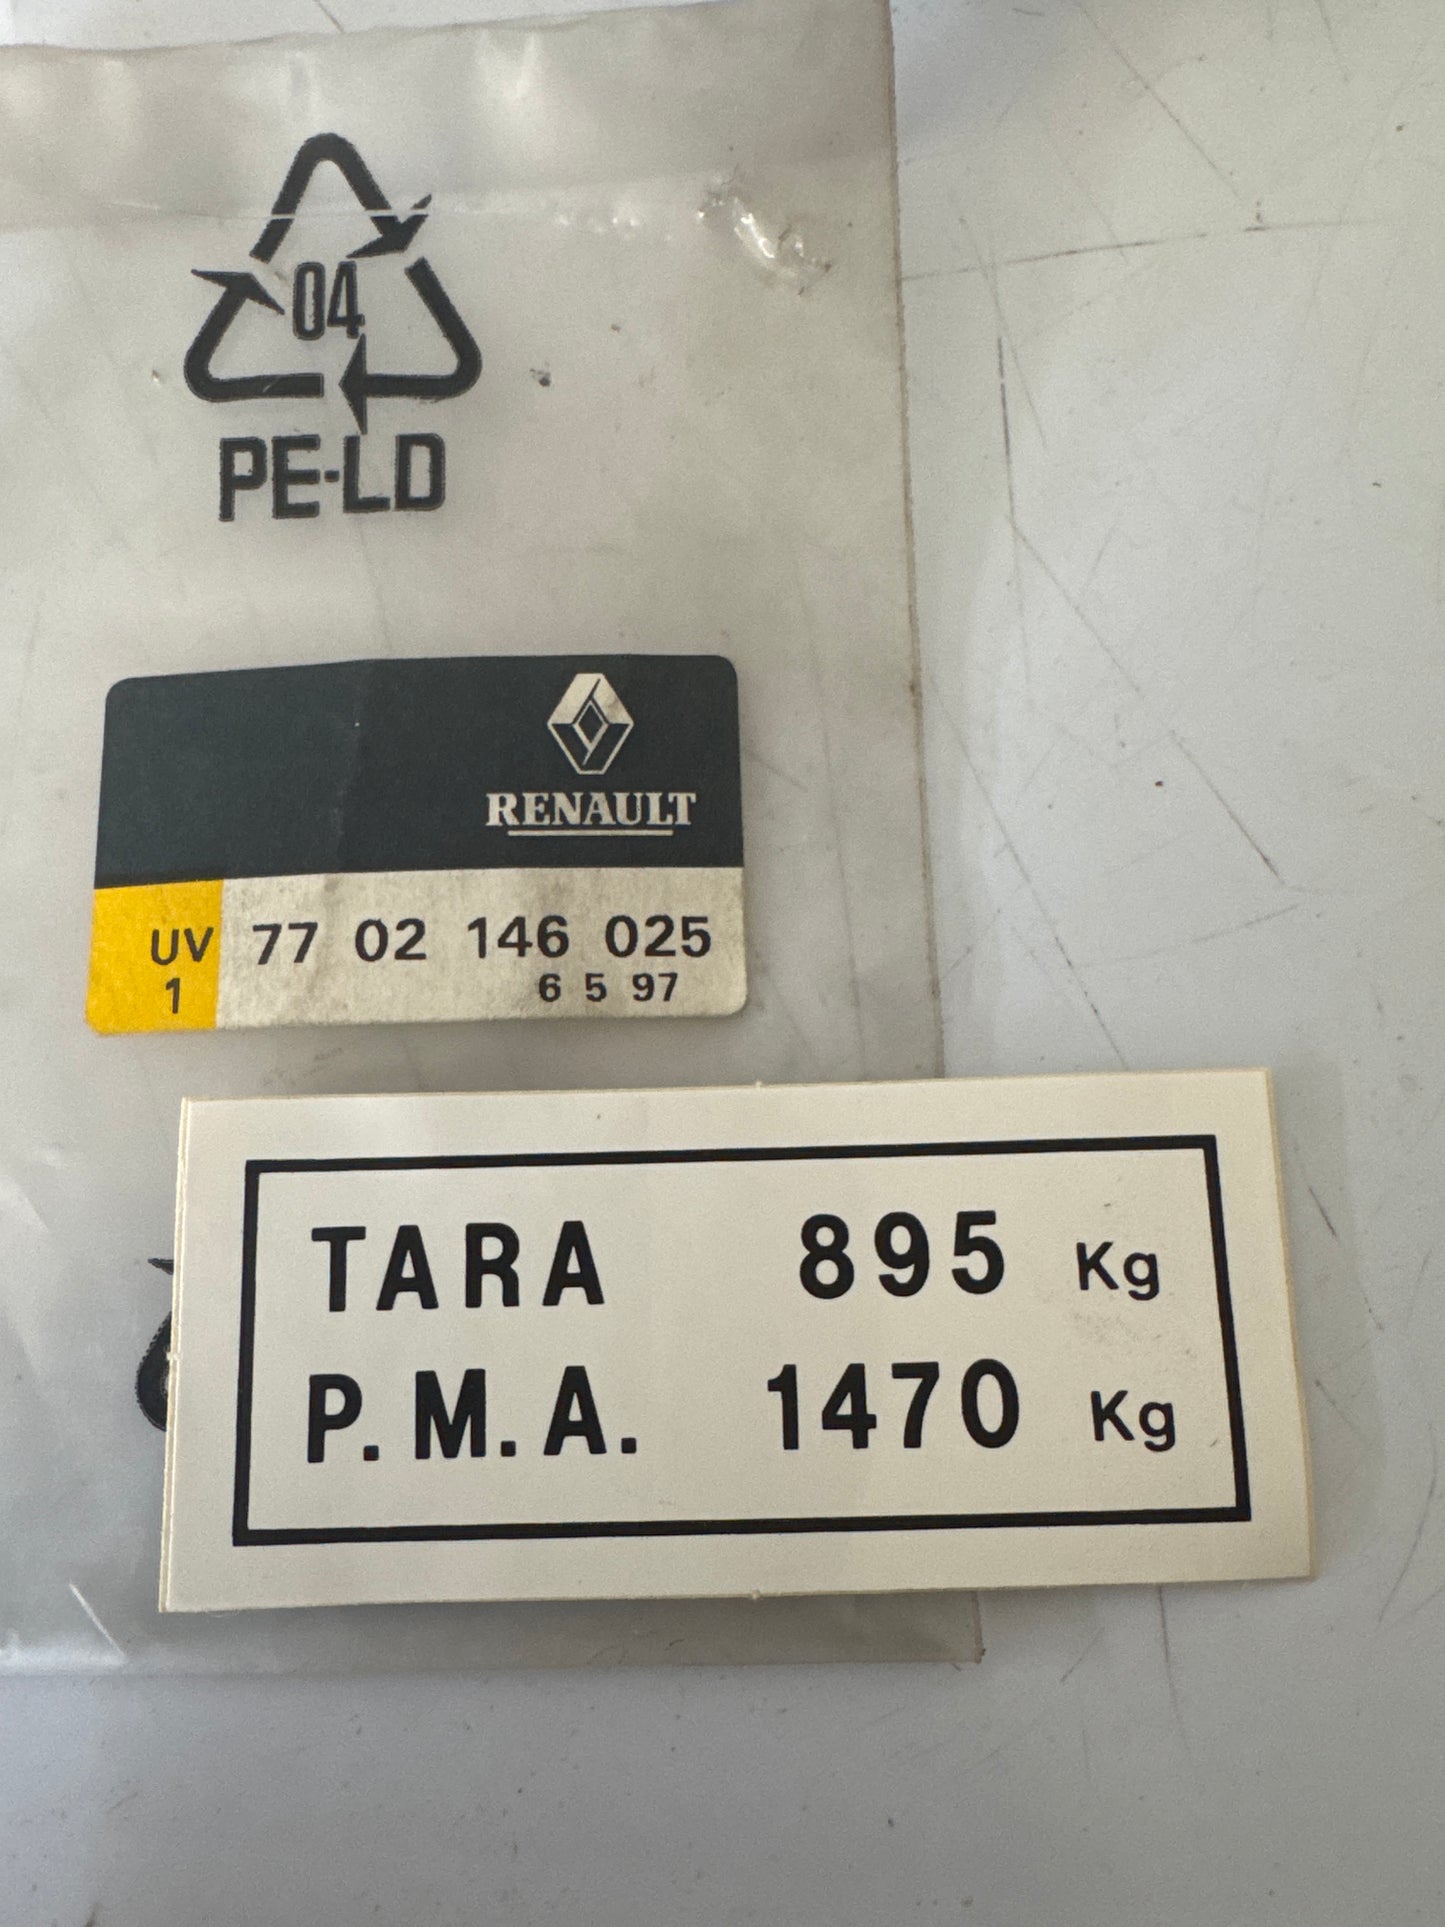 04
PE-LD
RENAULT
UV 77 02 146 025
1 6 5 97
TARA 895 Kg
P.M.A. 1470 Kg